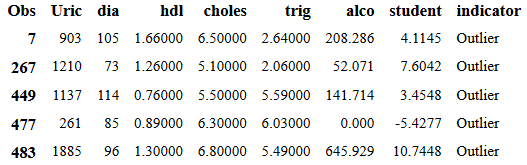 Obs Uric dia hdl choles trig alco student indicator
7 903 105 1.66000 6.50000 2.64000 208.286 4.1145 Outlier
267 1210 73 1.26000 5.10000 2.06000 52.071 7.6042 Outlier
449 1137 114 0.76000 5.50000 5.59000 141.714 3.4548 Outlier
477 261 85 0.89000 6.30000 6.03000 0.000 -5.4277 Outlier
483 1885 96 1.30000 6.80000 5.49000 645.929 10.7448 Outlier